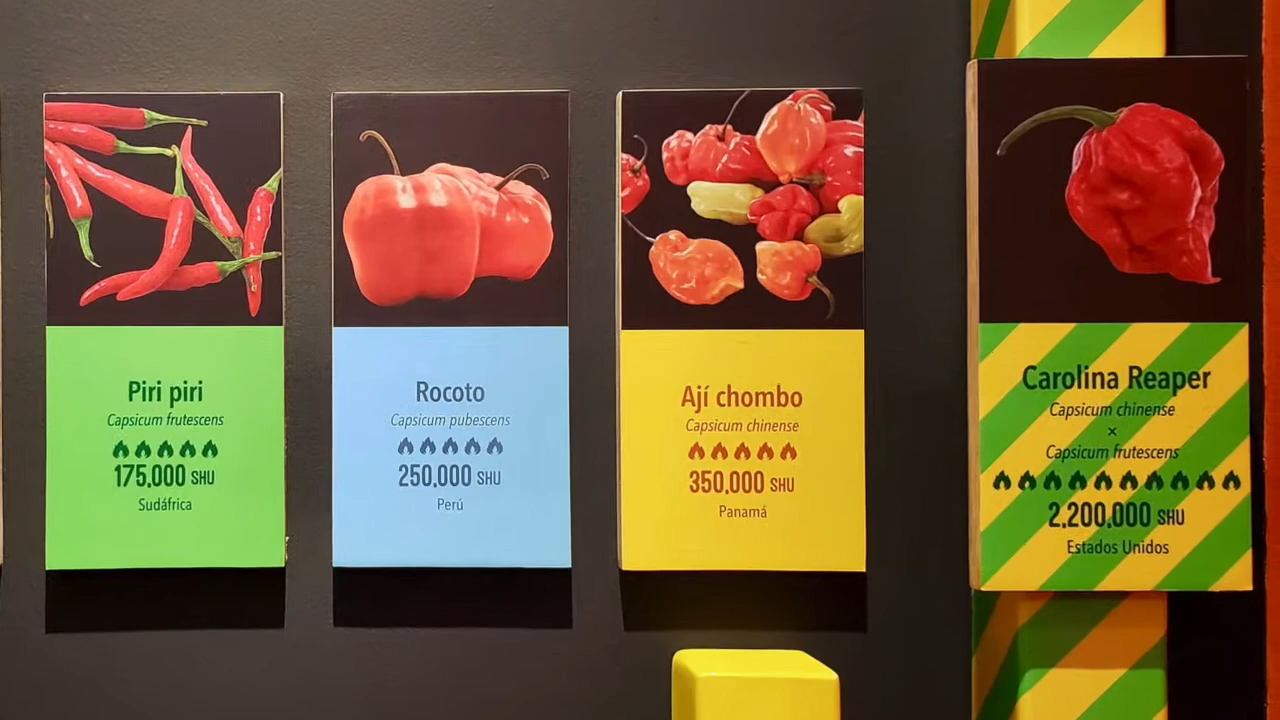 Piri piri
Capsicum frutescens
175,000 SHU
Sudáfrica
Rocoto
Capsicum pubescens
250,000 SHU
Perú
Ají chombo
Capsicum chinense
350,000 SHU
Panamá
Carolina Reaper
Capsicum chinense
×
Capsicum frutescens
2,200,000 SHU
Estados Unidos